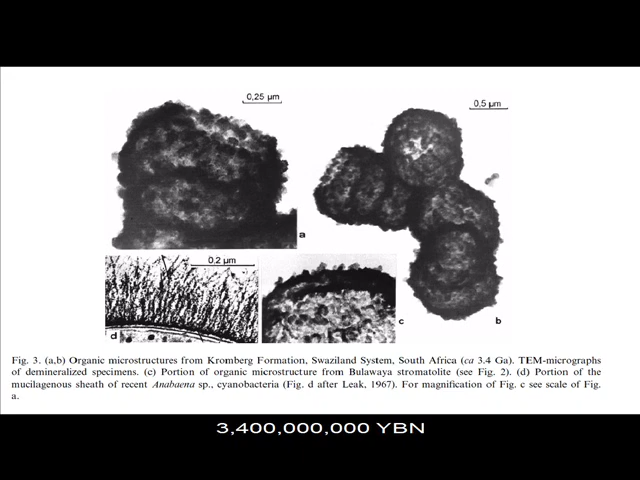 0,25 µm
0,5 µm
a
0,2 µm
d
c
b
Fig. 3. (a,b) Organic microstructures from Kromberg Formation, Swaziland System, South Africa (ca 3.4 Ga). TEM-micrographs
of demineralized specimens. (c) Portion of organic microstructure from Bulawaya stromatolite (see Fig. 2). (d) Portion of the
mucilagenous sheath of recent Anabaena sp., cyanobacteria (Fig. d after Leak, 1967). For magnification of Fig. c see scale of Fig.
a.
3,400,000,000 YBN